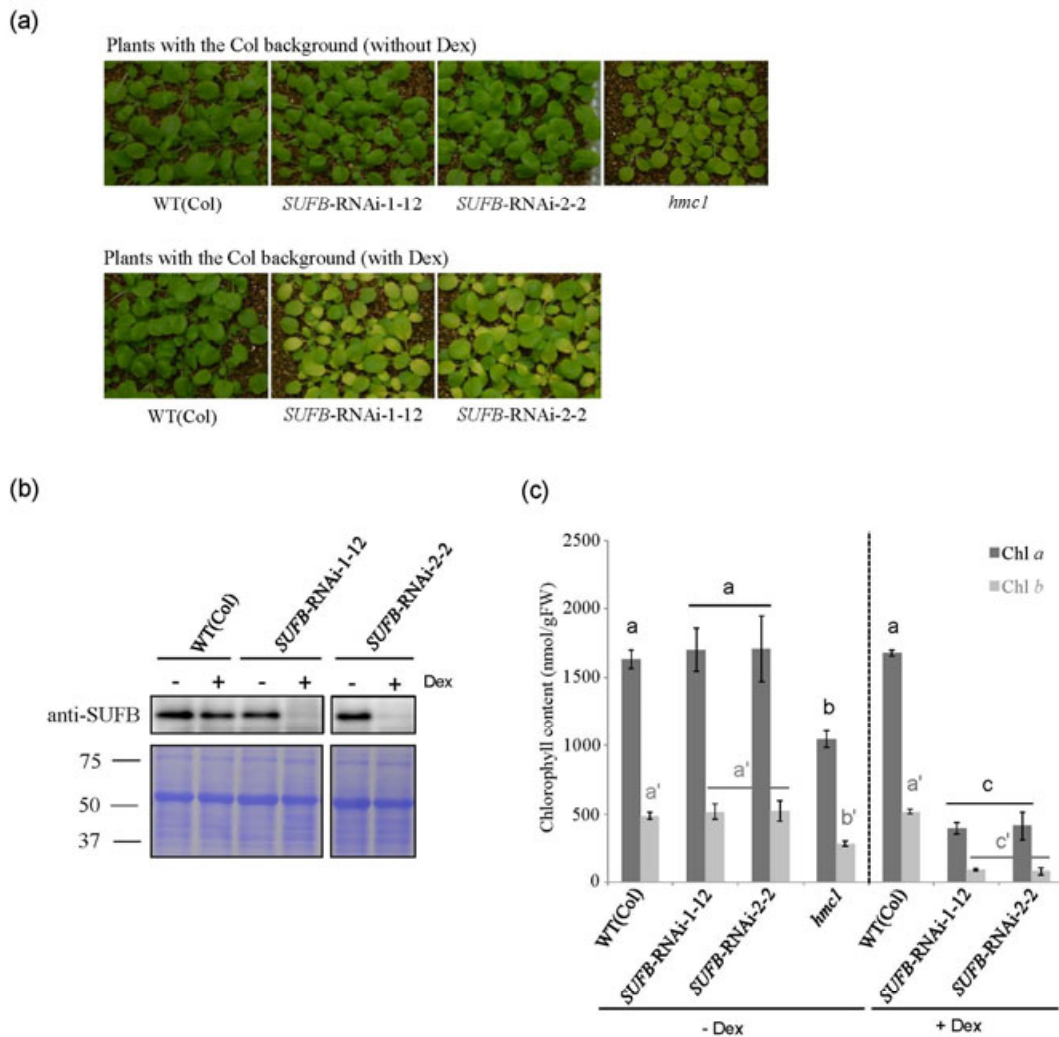 (a)
Plants with the Col background (without Dex)
WT(Col) SUFB-RNAi-1-12 SUFB-RNAi-2-2 hmc1
Plants with the Col background (with Dex)
WT(Col) SUFB-RNAi-1-12 SUFB-RNAi-2-2
(b)
WT(Col) SUFB-RNAi-1-12 SUFB-RNAi-2-2
- + - + - + Dex
anti-SUFB
75
50
37
(c)
Chlorophyll content (nmol/gFW)
2500
2000
1500
1000
500
0
Chl a
Chl b
a a b a c
a' a' b' a' c'
WT(Col) SUFB-RNAi-1-12 SUFB-RNAi-2-2 hmc1 WT(Col) SUFB-RNAi-1-12 SUFB-RNAi-2-2
- Dex + Dex